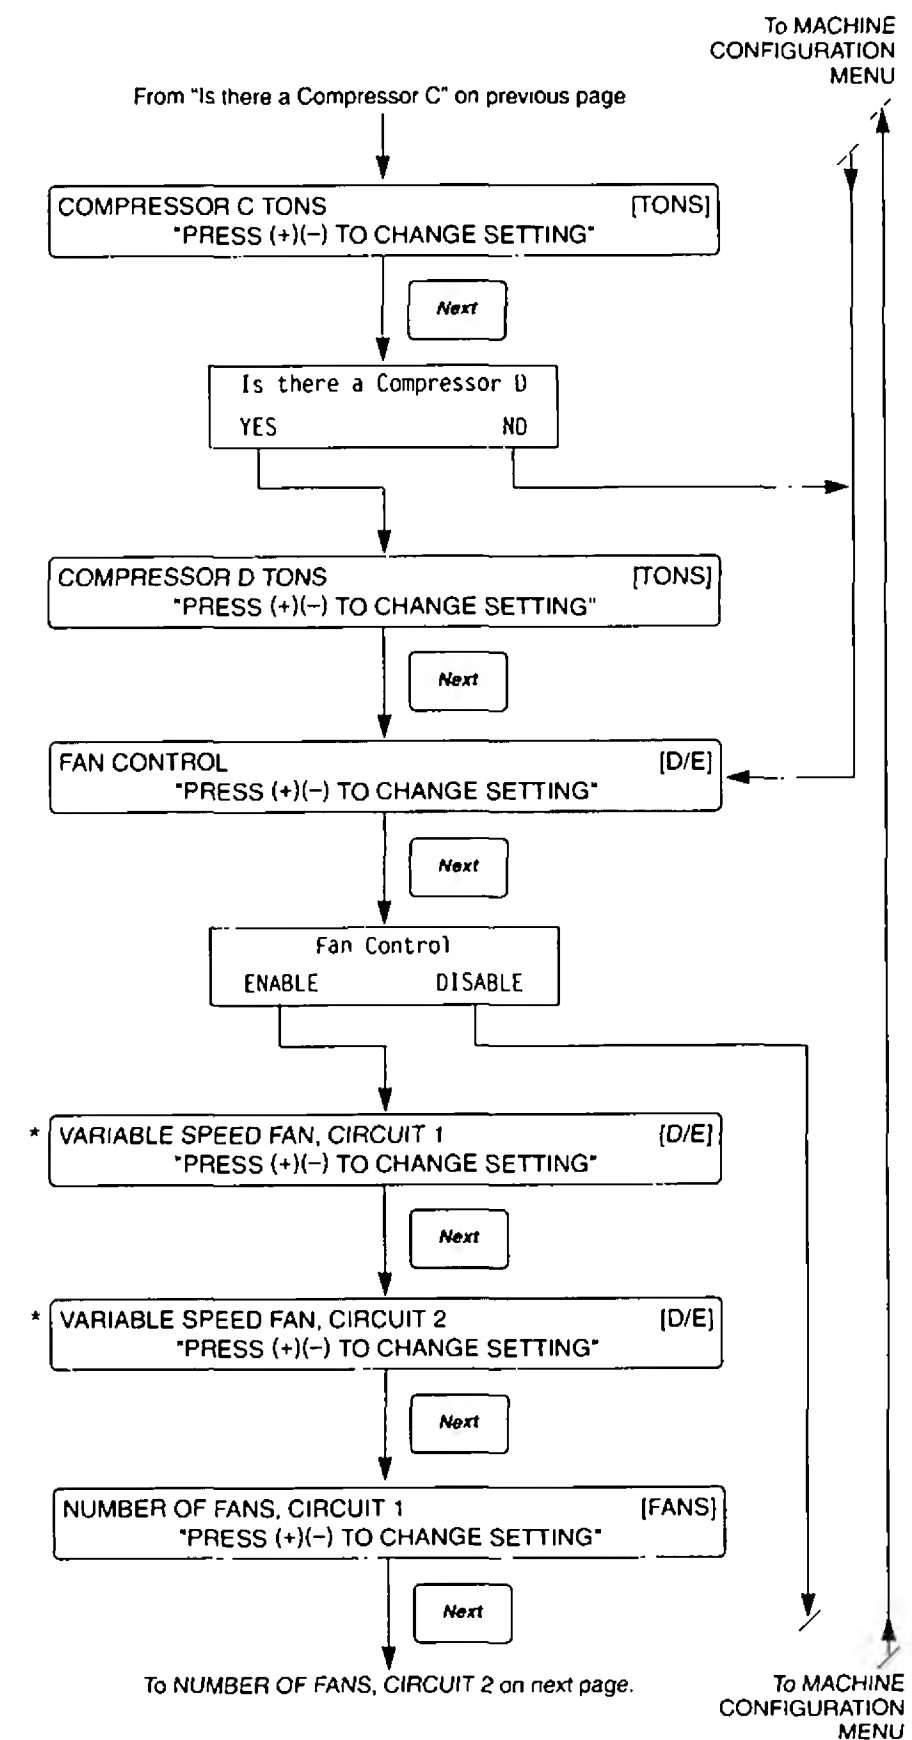 To MACHINE
CONFIGURATION
MENU
From "Is there a Compressor C" on previous page
COMPRESSOR C TONS [TONS]
"PRESS (+)(−) TO CHANGE SETTING"
Next
Is there a Compressor D
YES NO
COMPRESSOR D TONS [TONS]
"PRESS (+)(−) TO CHANGE SETTING"
Next
FAN CONTROL [D/E]
"PRESS (+)(−) TO CHANGE SETTING"
Next
Fan Control
ENABLE DISABLE
* VARIABLE SPEED FAN, CIRCUIT 1 [D/E]
"PRESS (+)(−) TO CHANGE SETTING"
Next
* VARIABLE SPEED FAN, CIRCUIT 2 [D/E]
"PRESS (+)(−) TO CHANGE SETTING"
Next
NUMBER OF FANS, CIRCUIT 1 [FANS]
"PRESS (+)(−) TO CHANGE SETTING"
Next
To NUMBER OF FANS, CIRCUIT 2 on next page.
To MACHINE
CONFIGURATION
MENU